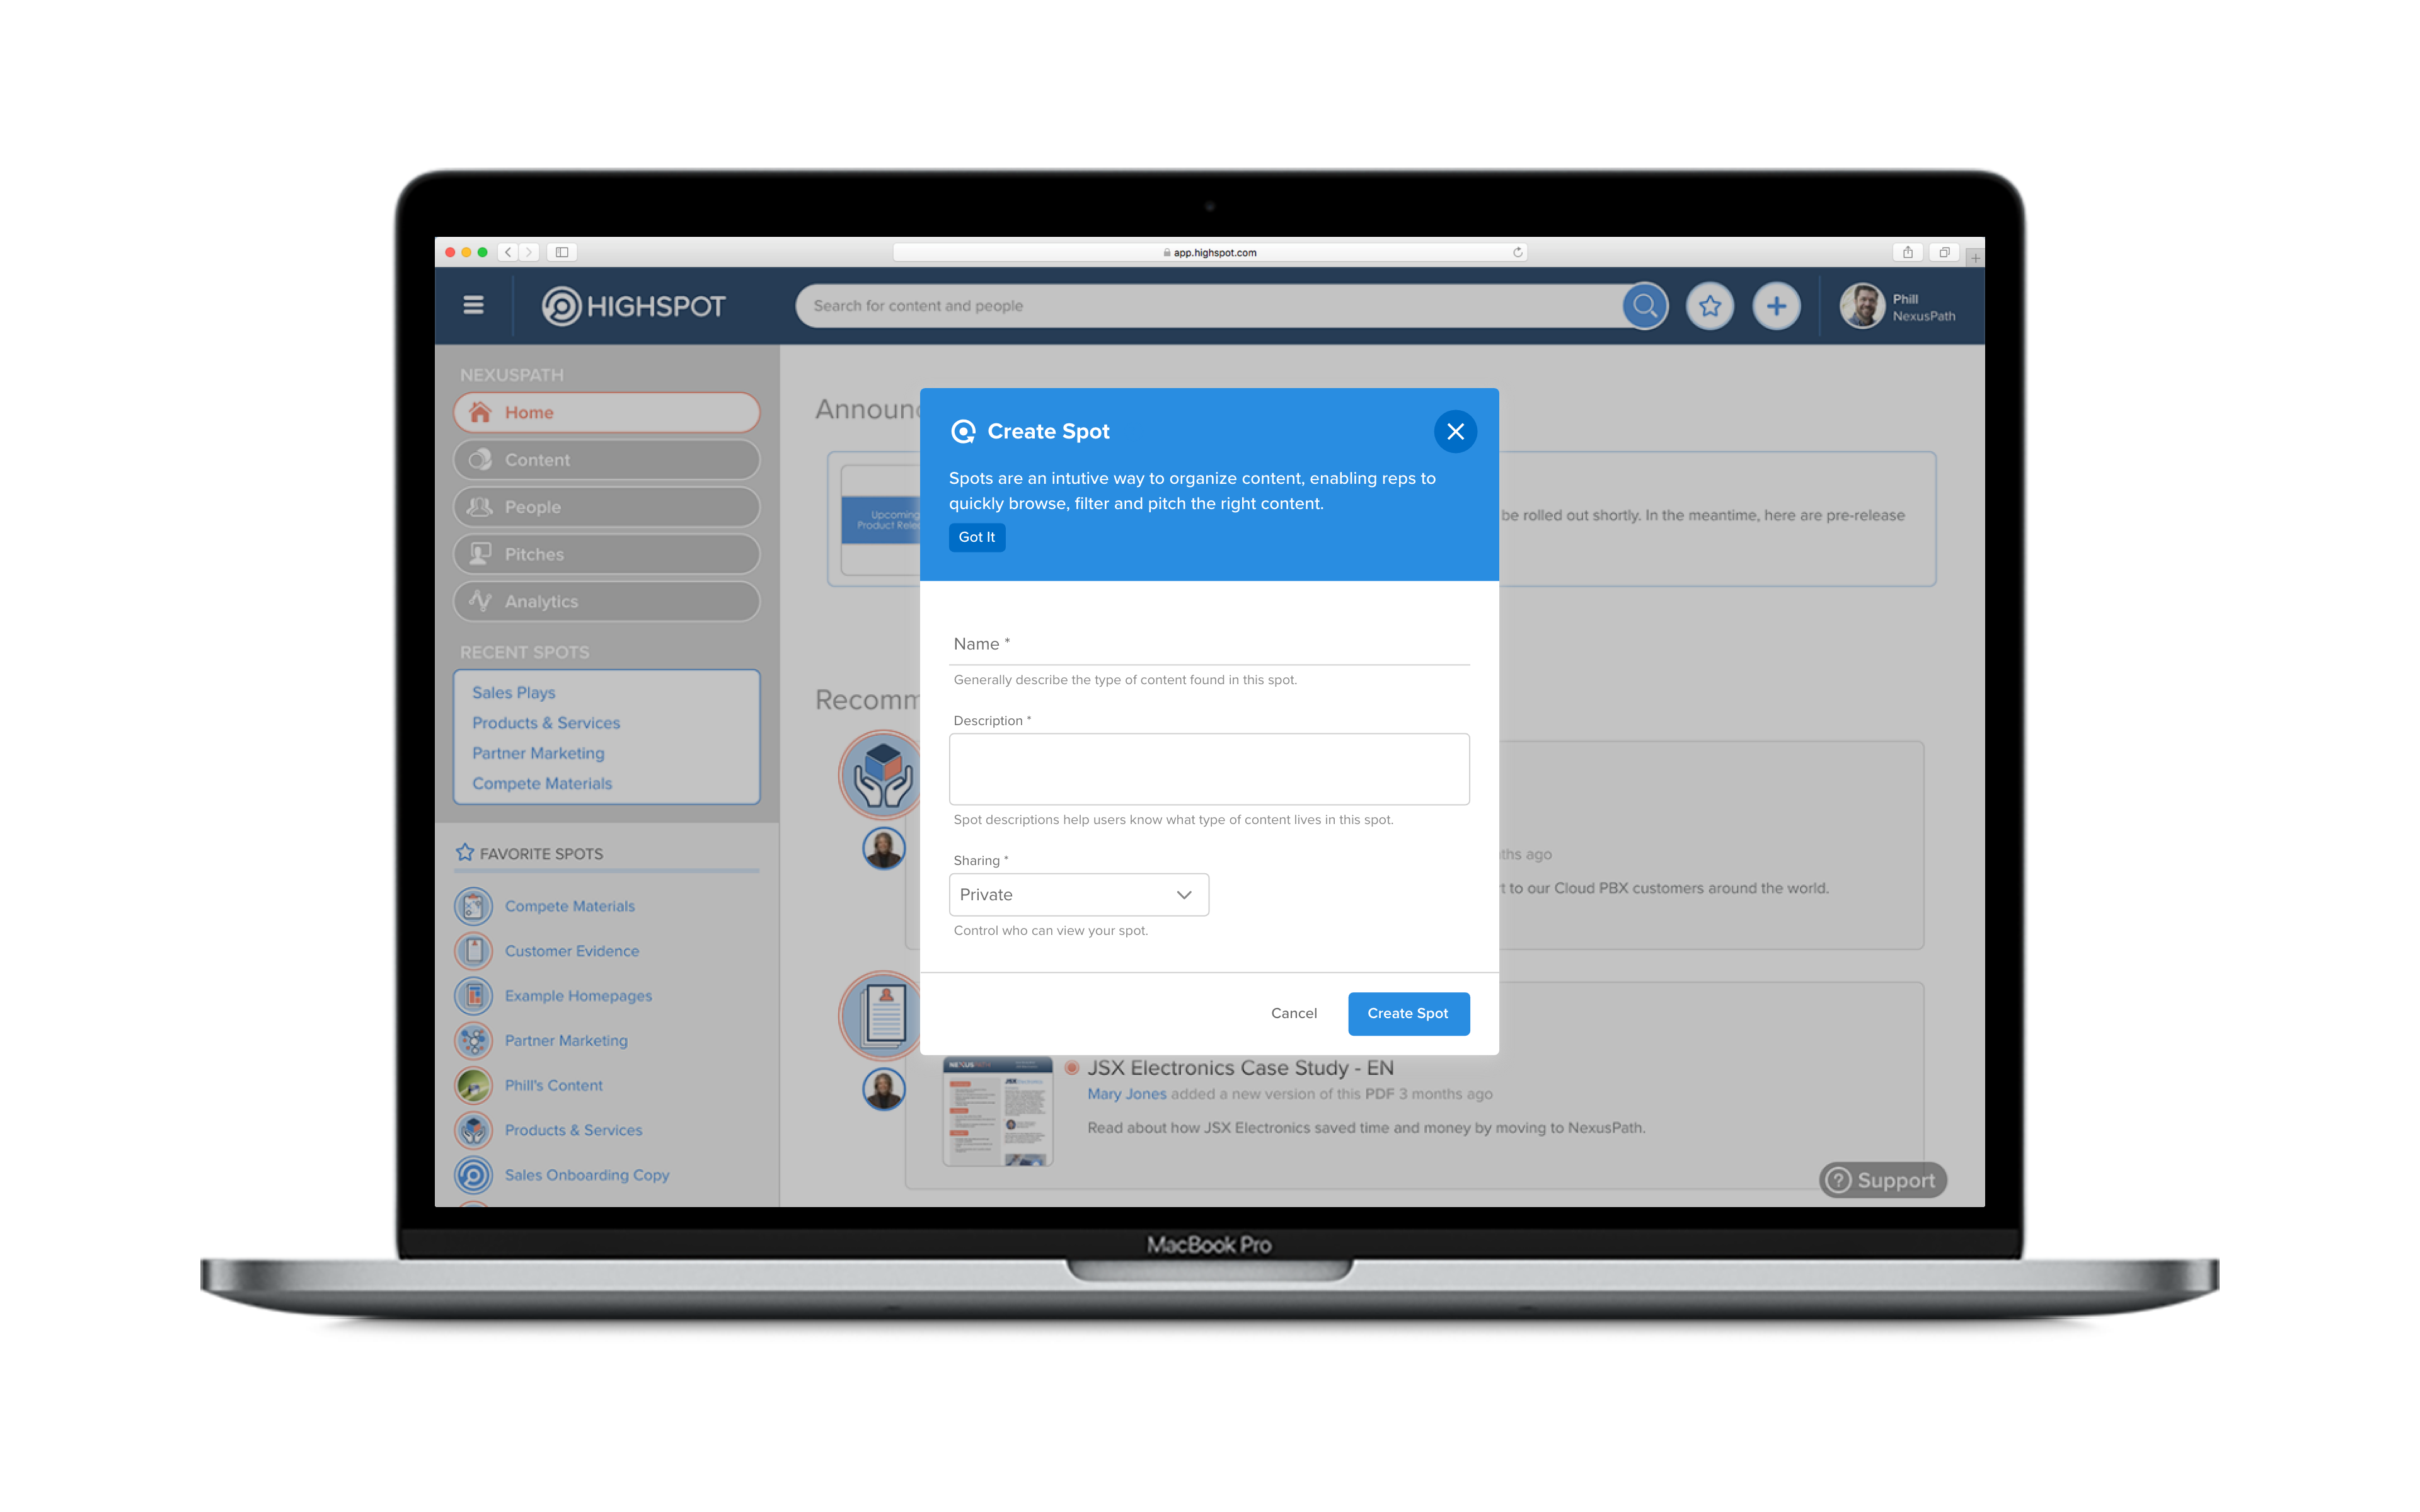 app.highspot.com
HIGHSPOT
Search for content and people
Phill
NexusPath
NEXUSPATH
Home
Content
People
Pitches
Analytics
RECENT SPOTS
Sales Plays
Products & Services
Partner Marketing
Compete Materials
FAVORITE SPOTS
Compete Materials
Customer Evidence
Example Homepages
Partner Marketing
Phill's Content
Products & Services
Sales Onboarding Copy
Upcoming
be rolled out shortly. In the meantime, here are pre-release
ago
to our Cloud PBX customers around the world.
Create Spot
Spots are an intutive way to organize content, enabling reps to
quickly browse, filter and pitch the right content.
Got It
Name *
Generally describe the type of content found in this spot.
Description *
Spot descriptions help users know what type of content lives in this spot.
Sharing *
Private
Control who can view your spot.
Cancel
Create Spot
JSX Electronics Case Study - EN
Mary Jones added a new version of this PDF 3 months ago
Read about how JSX Electronics saved time and money by moving to NexusPath.
Support
MacBook Pro